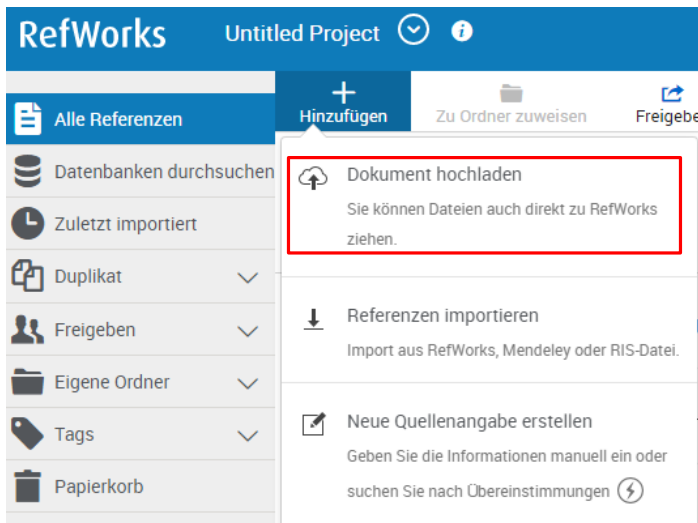 RefWorks
Untitled Project
Hinzufügen
Zu Ordner zuweisen
Freigebe
Alle Referenzen
Datenbanken durchsuchen
Zuletzt importiert
Duplikat
Freigeben
Eigene Ordner
Tags
Papierkorb
Dokument hochladen
Sie können Dateien auch direkt zu RefWorks
ziehen.
Referenzen importieren
Import aus RefWorks, Mendeley oder RIS-Datei.
Neue Quellenangabe erstellen
Geben Sie die Informationen manuell ein oder
suchen Sie nach Übereinstimmungen